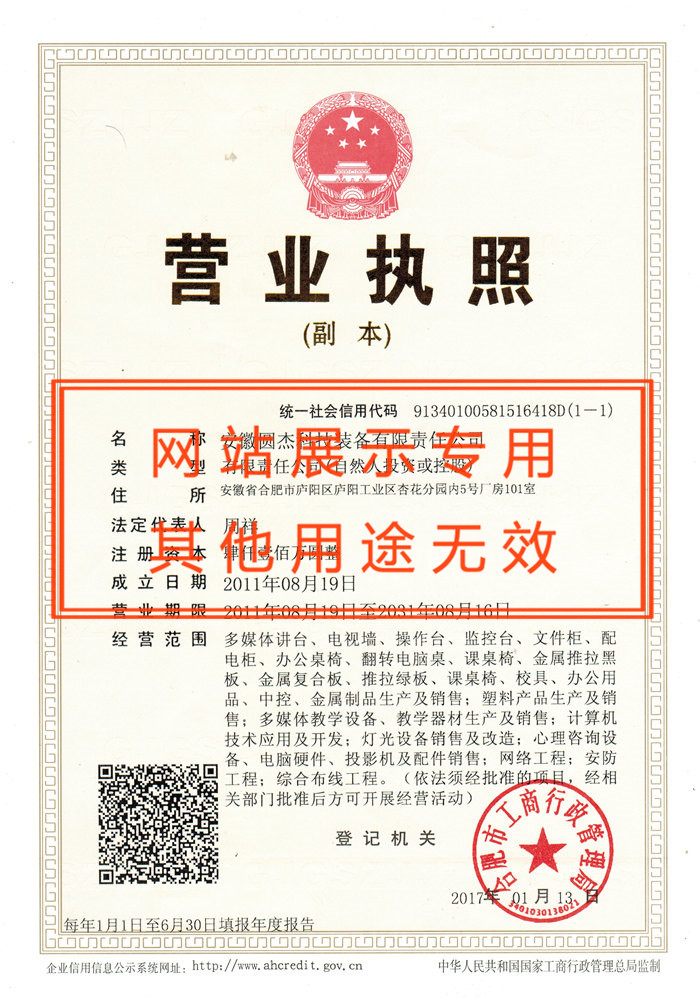 营业执照
(副 本)
统一社会信用代码 91340100581516418D(1-1)
名 称 安徽圆杰科技装备有限责任公司
类 型 有限责任公司(自然人投资或控股)
住 所 安徽省合肥市庐阳区庐阳工业区杏花分园内5号厂房101室
法定代表人 周祥
注册资本 肆仟壹佰万圆整
成立日期 2011年08月19日
营业期限 2011年08月19日至2031年08月16日
网站展示专用
其他用途无效
经营范围 多媒体讲台、电视墙、操作台、监控台、文件柜、配
电柜、办公桌椅、翻转电脑桌、课桌椅、金属推拉黑
板、金属复合板、推拉绿板、课桌椅、校具、办公用
品、中控、金属制品生产及销售；塑料产品生产及销
售；多媒体教学设备、教学器材生产及销售；计算机
技术应用及开发；灯光设备销售及改造；心理咨询设
备、电脑硬件、投影机及配件销售；网络工程；安防
工程；综合布线工程。（依法须经批准的项目，经相
关部门批准后方可开展经营活动）
登记机关
合肥市工商行政管理局
3401030138021
2017年 01月 13日
每年1月1日至6月30日填报年度报告
企业信用信息公示系统网址：http://www.ahcredit.gov.cn
中华人民共和国国家工商行政管理总局监制